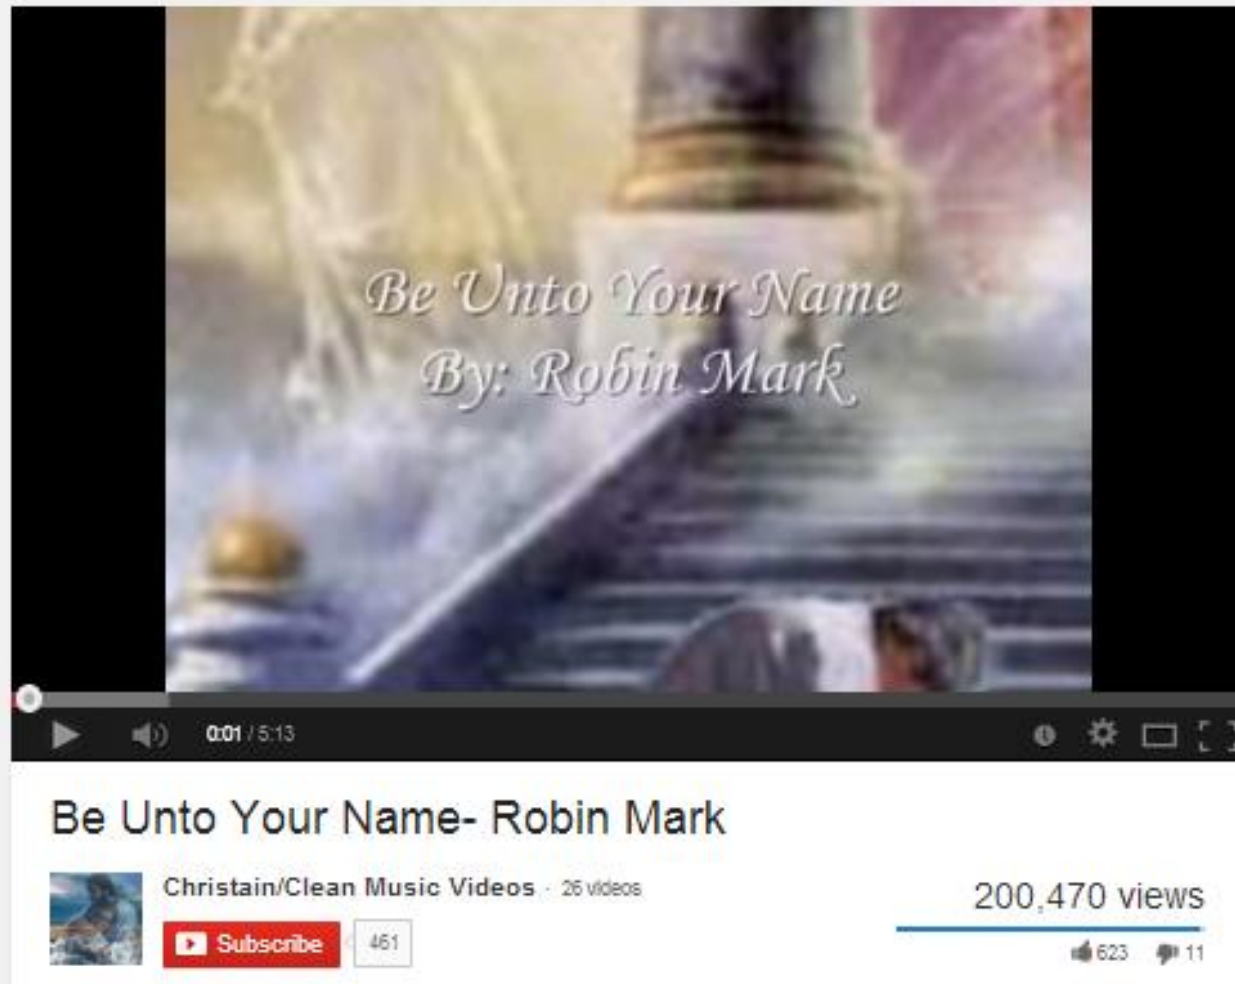 Be Unto Your Name
By: Robin Mark
0:01 / 5:13
Be Unto Your Name- Robin Mark
Christain/Clean Music Videos · 26 videos
Subscribe 461
200,470 views
623 11